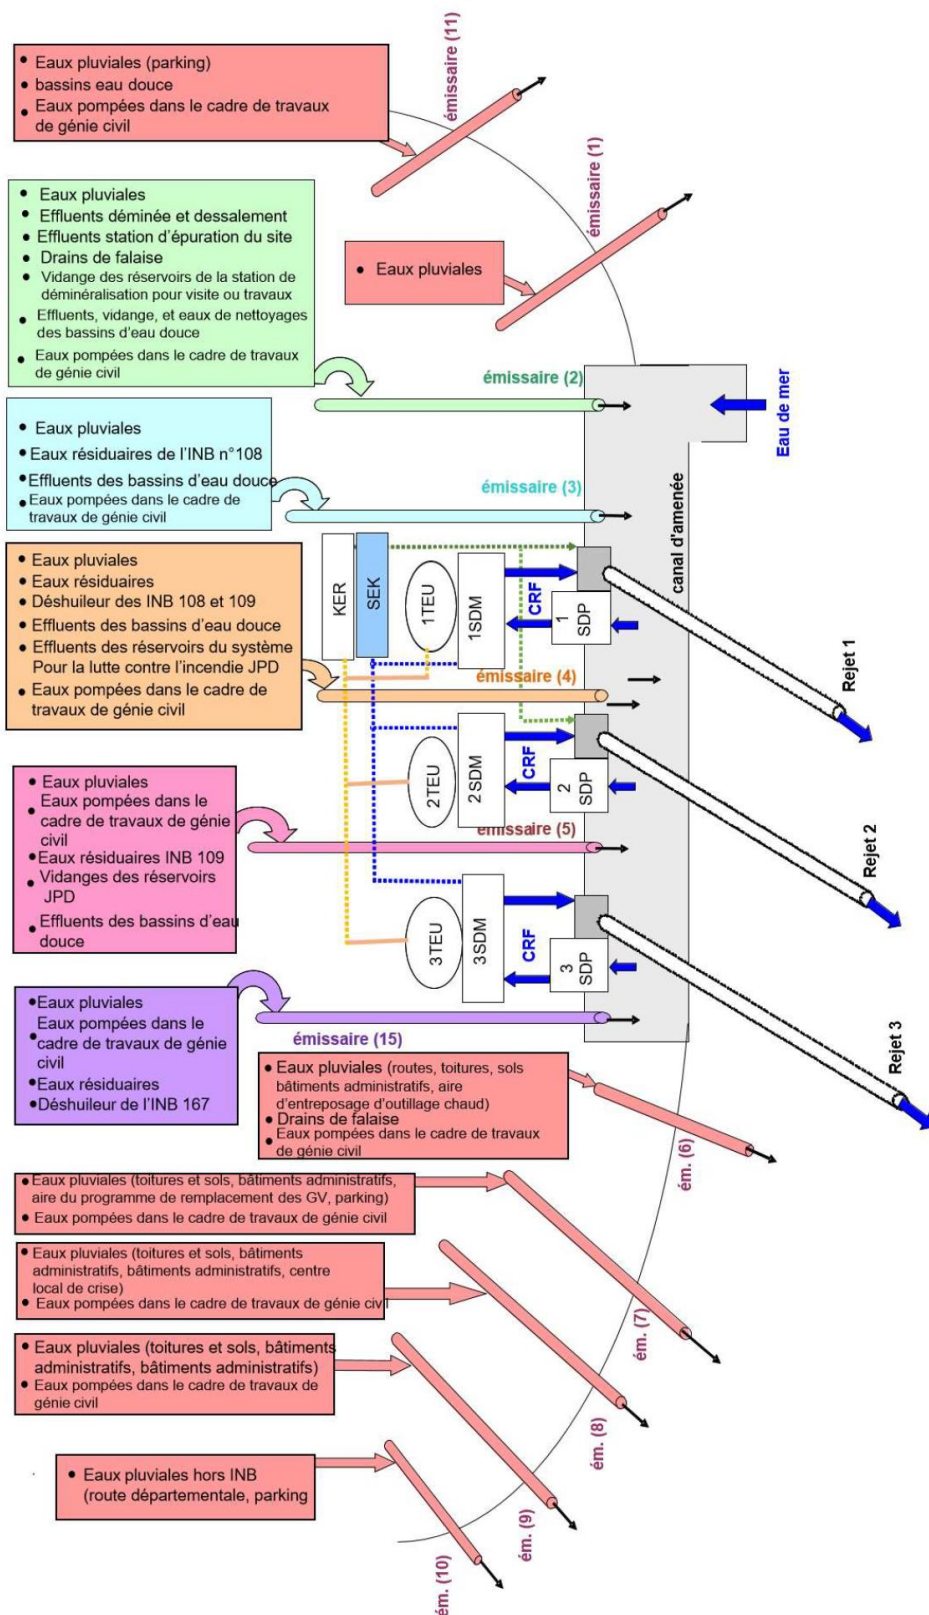 • Eaux pluviales (parking)
• bassins eau douce
• Eaux pompées dans le cadre de travaux
de génie civil
émissaire (11)
émissaire (1)
• Eaux pluviales
• Eaux pluviales
• Effluents déminée et dessalement
• Effluents station d'épuration du site
• Drains de falaise
• Vidange des réservoirs de la station de
déminéralisation pour visite ou travaux
• Effluents, vidange, et eaux de nettoyages
des bassins d'eau douce
• Eaux pompées dans le cadre de travaux
de génie civil
émissaire (2)
Eau de mer
• Eaux pluviales
• Eaux résiduaires de l'INB n°108
• Effluents des bassins d'eau douce
• Eaux pompées dans le cadre de
travaux de génie civil
émissaire (3)
canal d'amenée
KER
SEK
1TEU
1SDM
CRF
1
SDP
Rejet 1
• Eaux pluviales
• Eaux résiduaires
• Déshuileur des INB 108 et 109
• Effluents des bassins d'eau douce
• Effluents des réservoirs du système
Pour la lutte contre l'incendie JPD
• Eaux pompées dans le cadre de
travaux de génie civil
émissaire (4)
2TEU
2SDM
CRF
2
SDP
Rejet 2
• Eaux pluviales
• Eaux pompées dans le
cadre de travaux de génie
civil
• Eaux résiduaires INB 109
• Vidanges des réservoirs
JPD
• Effluents des bassins d'eau
douce
émissaire (5)
3TEU
3SDM
CRF
3
SDP
Rejet 3
• Eaux pluviales
• Eaux pompées dans le
cadre de travaux de génie
civil
• Eaux résiduaires
• Déshuileur de l'INB 167
émissaire (15)
• Eaux pluviales (routes, toitures, sols
bâtiments administratifs, aire
d'entreposage d'outillage chaud)
• Drains de falaise
• Eaux pompées dans le cadre de travaux
de génie civil
ém. (6)
• Eaux pluviales (toitures et sols, bâtiments administratifs,
aire du programme de remplacement des GV, parking)
• Eaux pompées dans le cadre de travaux de génie civil
ém. (7)
• Eaux pluviales (toitures et sols, bâtiments
administratifs, bâtiments administratifs, centre
local de crise)
• Eaux pompées dans le cadre de travaux de génie civil
ém. (8)
• Eaux pluviales (toitures et sols, bâtiments
administratifs, bâtiments administratifs)
• Eaux pompées dans le cadre de travaux de
génie civil
ém. (9)
• Eaux pluviales hors INB
(route départementale, parking
ém. (10)